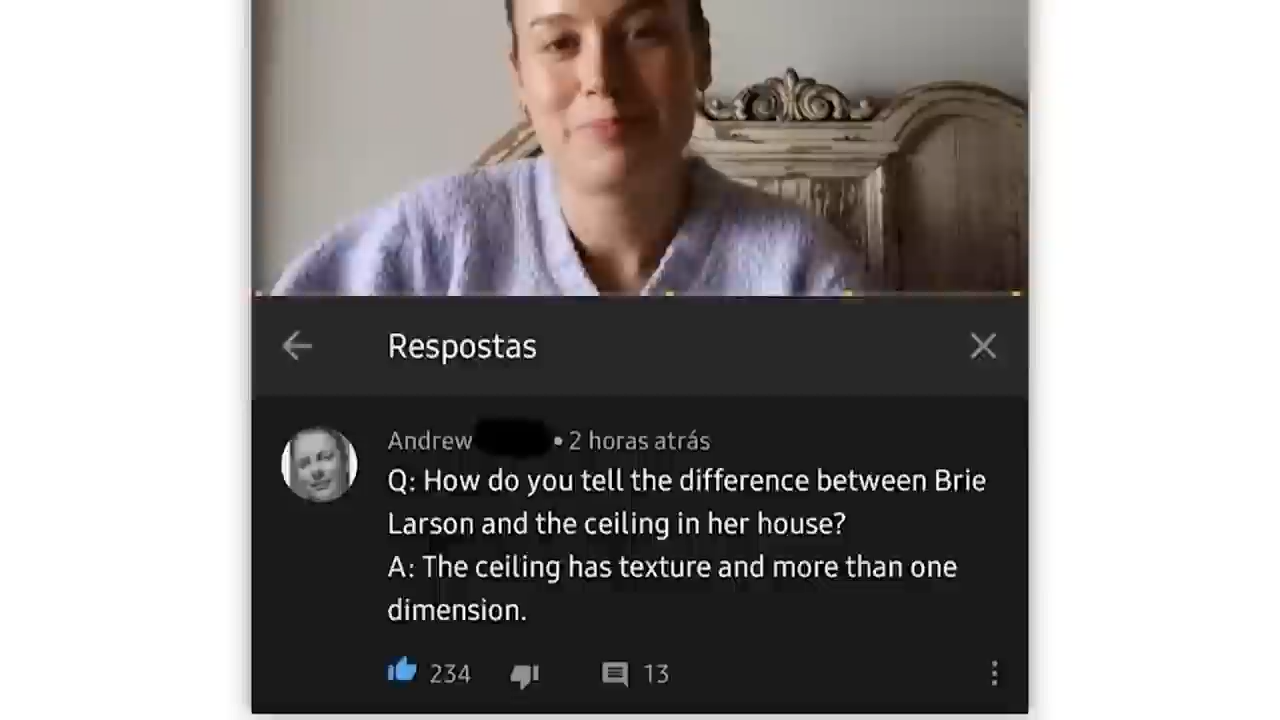 Respostas
Andrew • 2 horas atrás
Q: How do you tell the difference between Brie
Larson and the ceiling in her house?
A: The ceiling has texture and more than one
dimension.
234 13